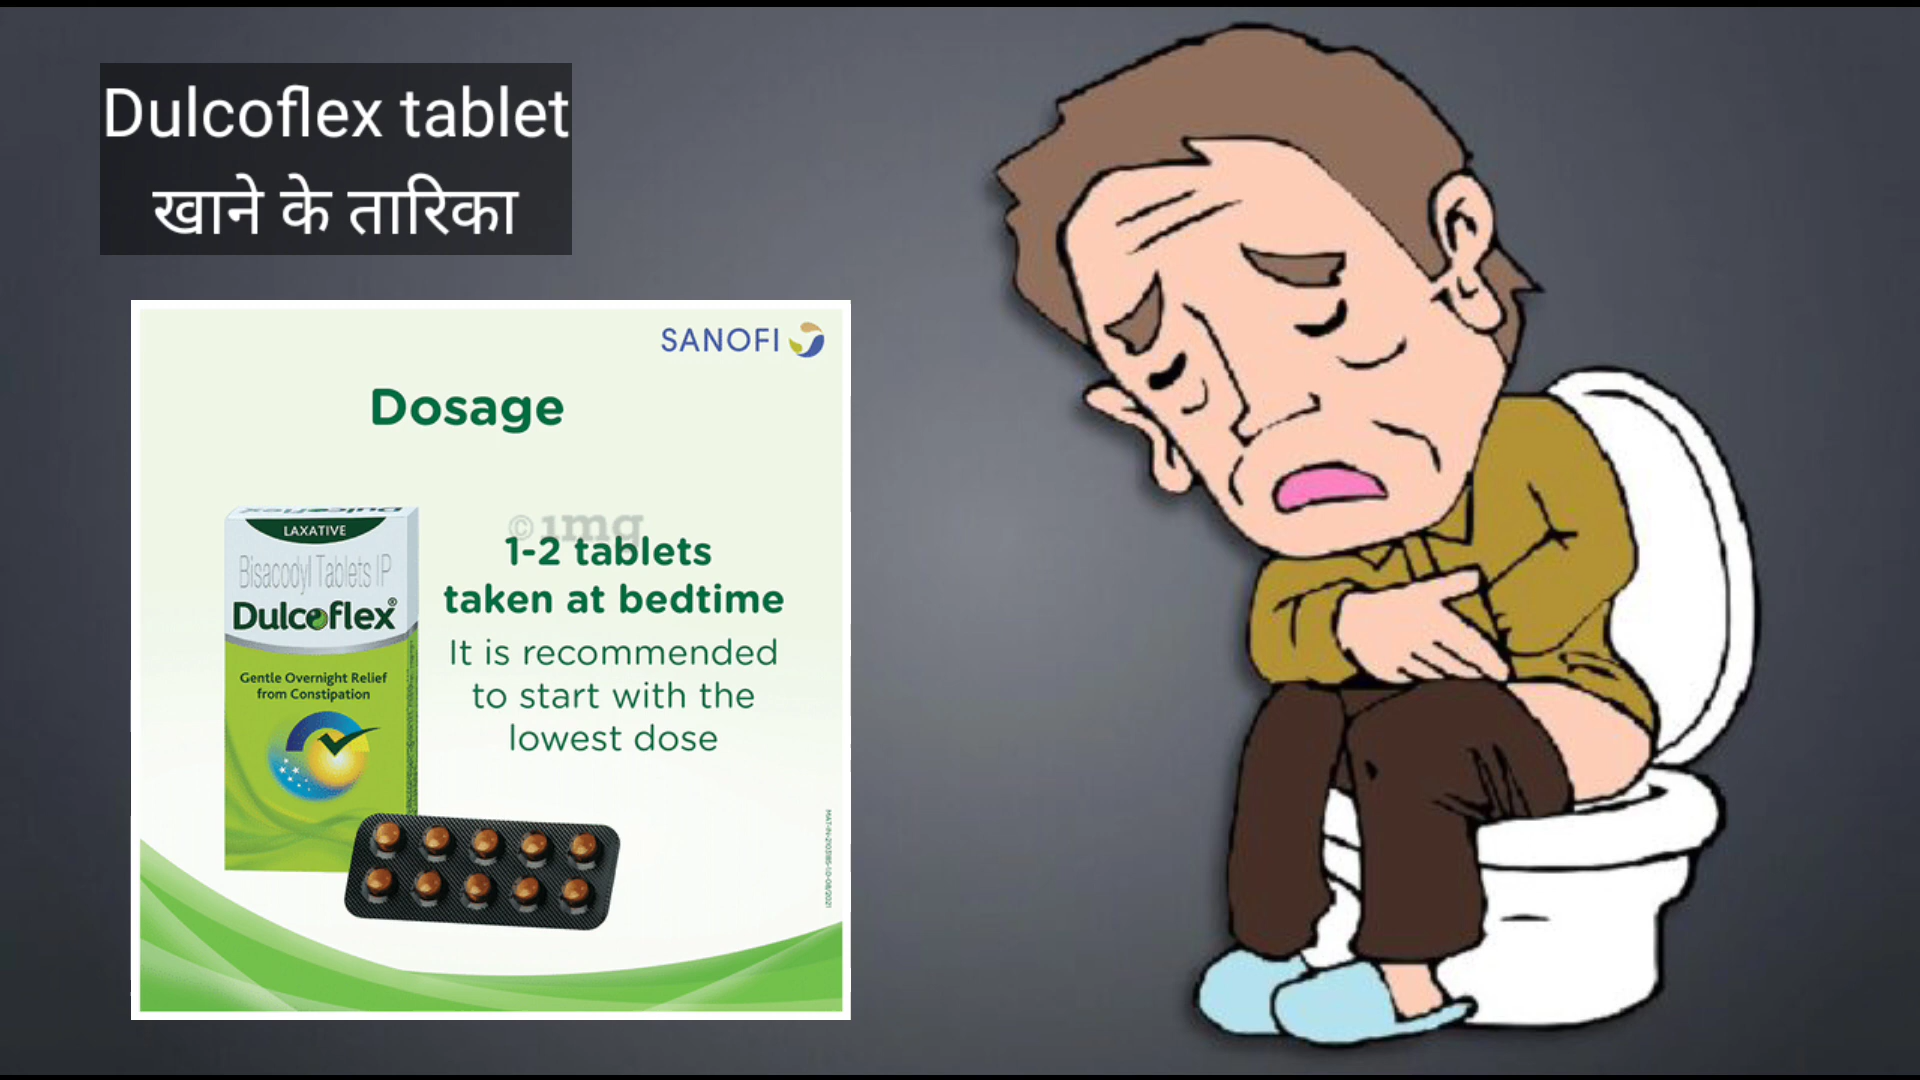 Dulcoflex tablet
खाने के तारिका
SANOFI
Dosage
Dulcoflex
LAXATIVE
Bisacodyl Tablets IP
Dulcoflex®
Gentle Overnight Relief
from Constipation
© 1mg
1-2 tablets
taken at bedtime
It is recommended
to start with the
lowest dose